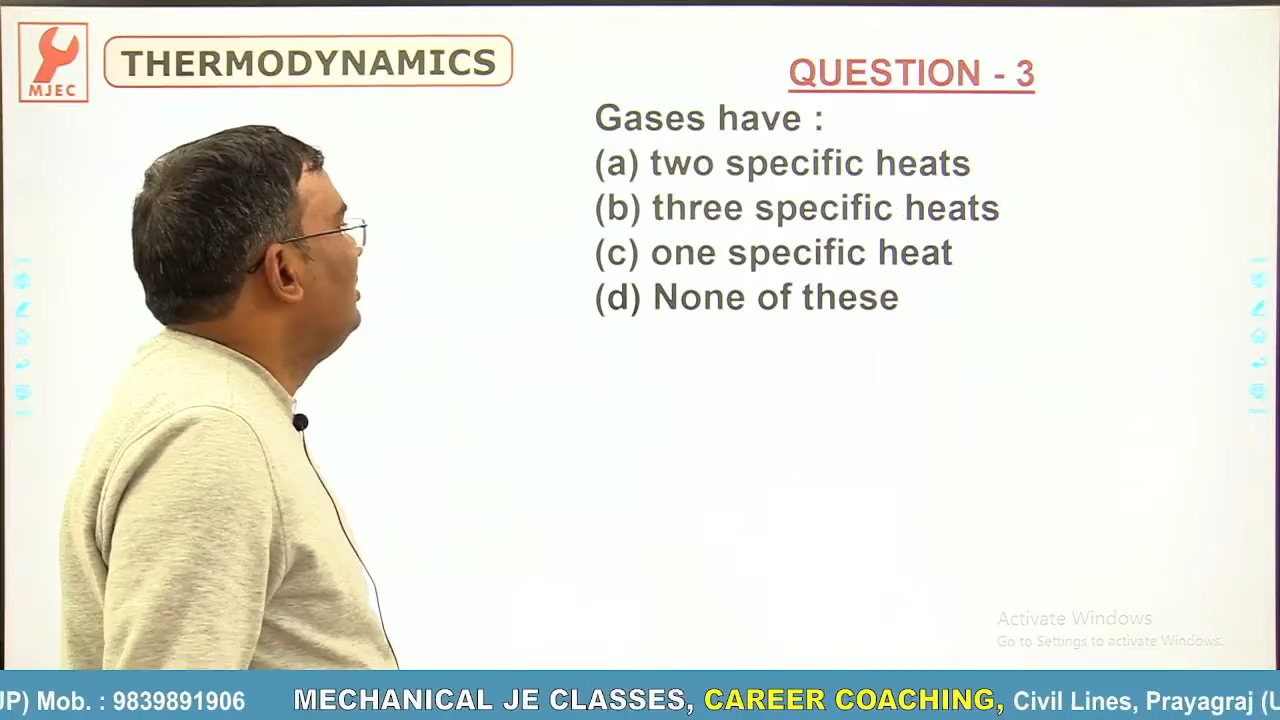 MJEC
THERMODYNAMICS
QUESTION - 3
Gases have :
(a) two specific heats
(b) three specific heats
(c) one specific heat
(d) None of these
Activate Windows
Go to Settings to activate Windows.
UP) Mob. : 9839891906 MECHANICAL JE CLASSES, CAREER COACHING, Civil Lines, Prayagraj (U